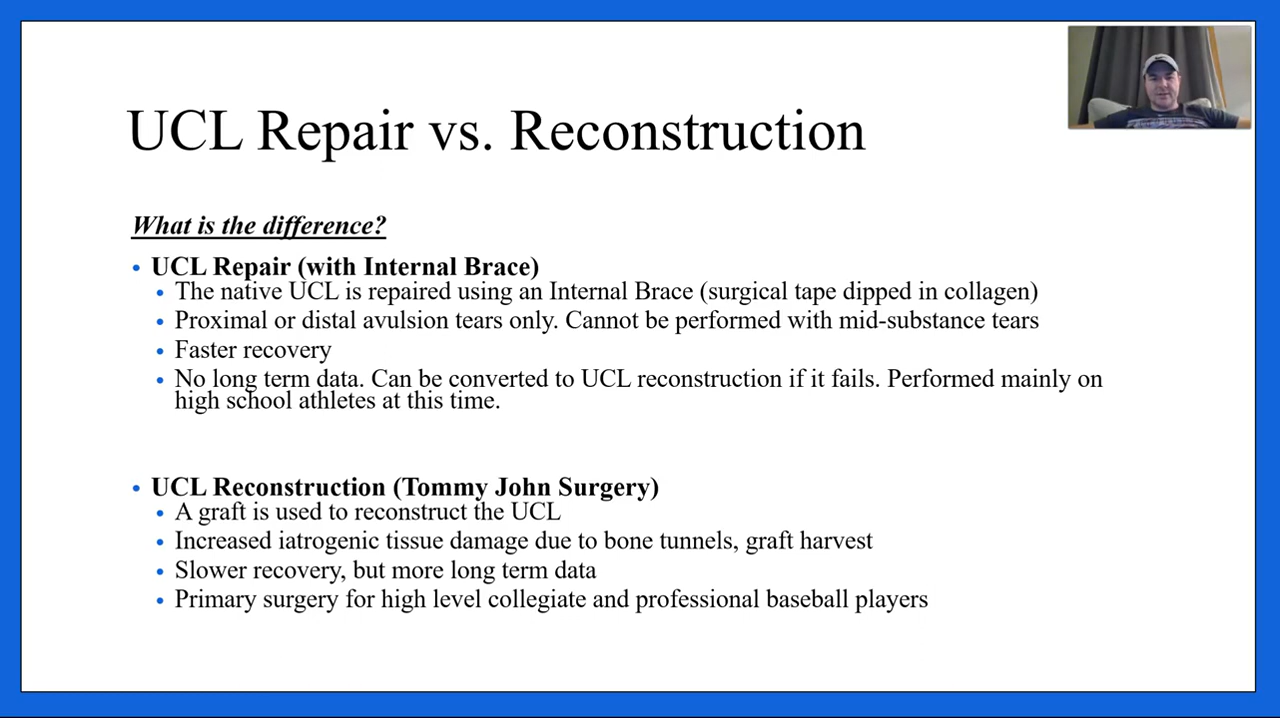 UCL Repair vs. Reconstruction
What is the difference?
• UCL Repair (with Internal Brace)
• The native UCL is repaired using an Internal Brace (surgical tape dipped in collagen)
• Proximal or distal avulsion tears only. Cannot be performed with mid-substance tears
• Faster recovery
• No long term data. Can be converted to UCL reconstruction if it fails. Performed mainly on
high school athletes at this time.
• UCL Reconstruction (Tommy John Surgery)
• A graft is used to reconstruct the UCL
• Increased iatrogenic tissue damage due to bone tunnels, graft harvest
• Slower recovery, but more long term data
• Primary surgery for high level collegiate and professional baseball players